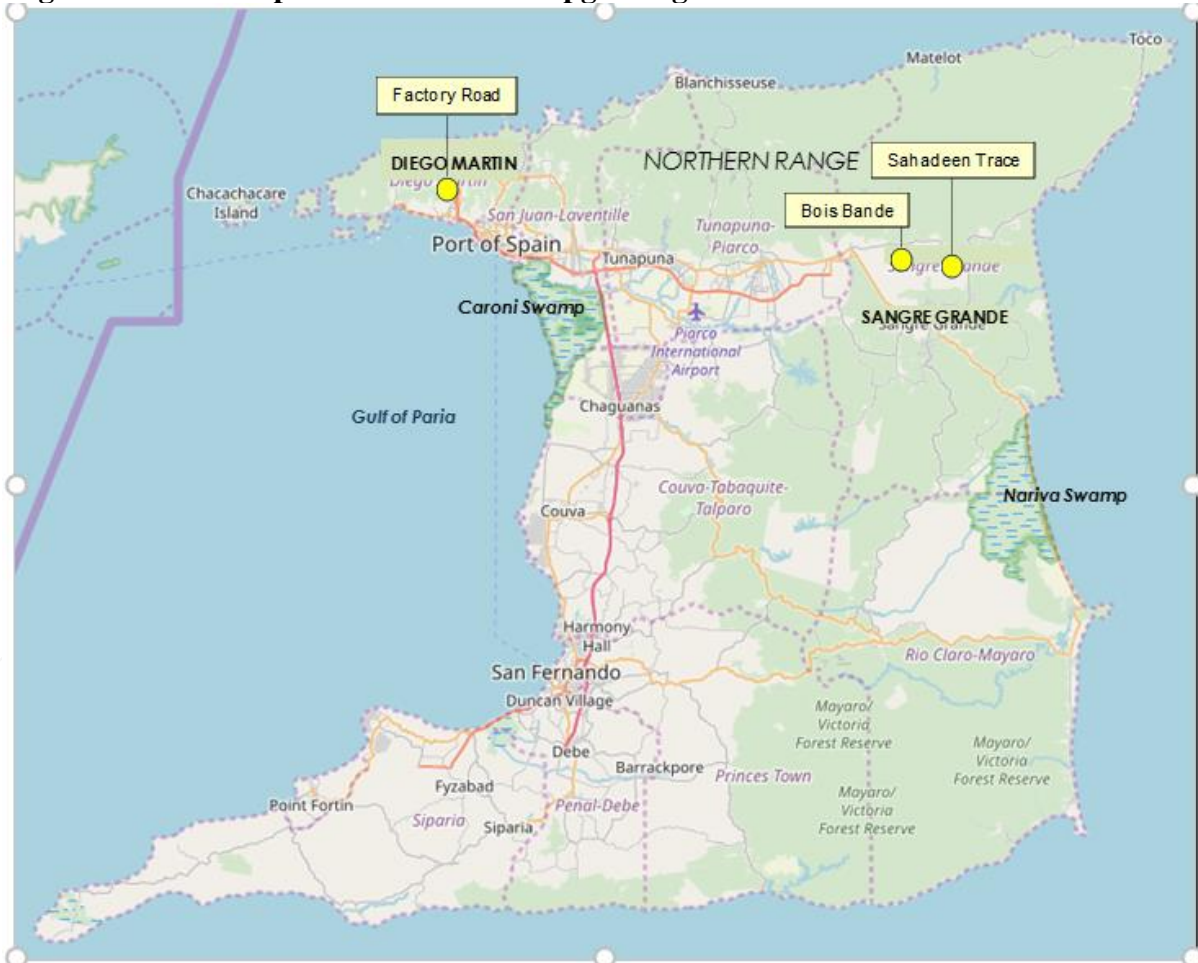 Toco
Matelot
Blanchisseuse
Factory Road
DIEGO MARTIN
NORTHERN RANGE
Sahadeen Trace
Chacachacare
Island
Bois Bande
San Juan-Laventille
Tunapuna-
Piarco
Port of Spain
Tunapuna
Caroni Swamp
SANGRE GRANDE
Sangre Grande
Piarco
International
Airport
Chaguanas
Gulf of Paria
Couva-Tabaquite-
Talparo
Nariva Swamp
Couva
Harmony
Hall
Rio Claro-Mayaro
San Fernando
Duncan Village
Mayaro/
Victoria
Forest Reserve
Mayaro/
Victoria
Forest Reserve
Debe
Barrackpore
Princes Town
Fyzabad
Mayaro/
Victoria
Forest Reserve
Point Fortin
Penal-Debe
Siparia
Siparia